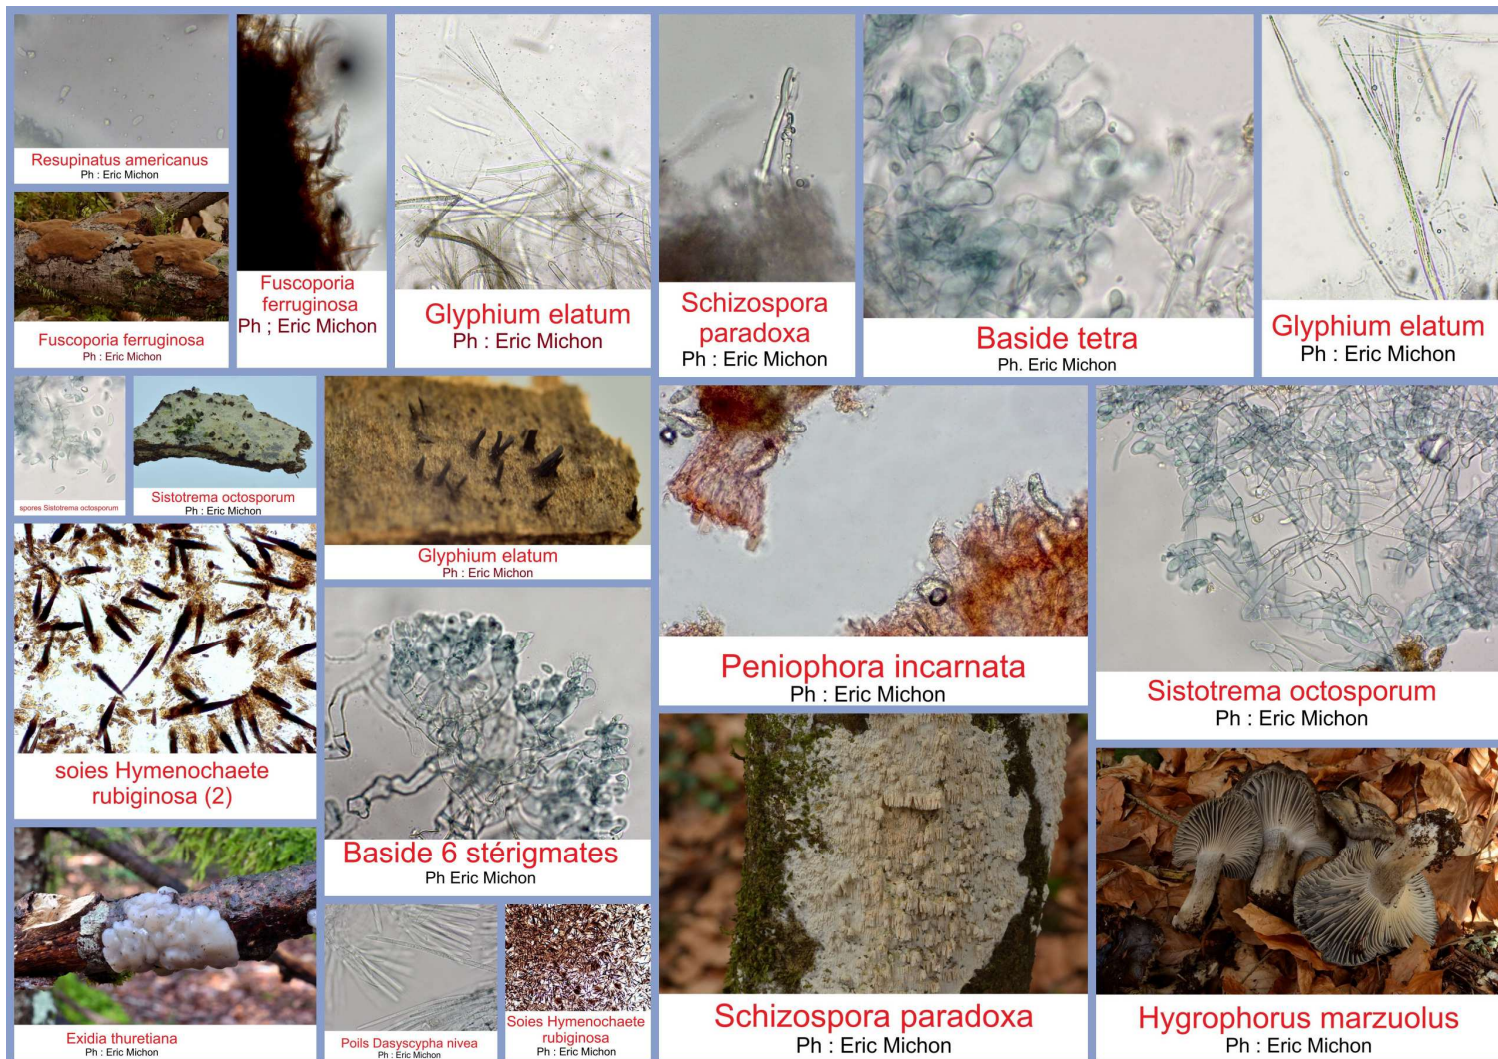 Resupinatus americanus
Ph : Eric Michon
Fuscoporia ferruginosa
Ph : Eric Michon
Fuscoporia
ferruginosa
Ph ; Eric Michon
Glyphium elatum
Ph : Eric Michon
Schizospora
paradoxa
Ph : Eric Michon
Baside tetra
Ph. Eric Michon
Glyphium elatum
Ph : Eric Michon
spores Sistotrema octosporum
Sistotrema octosporum
Ph : Eric Michon
Glyphium elatum
Ph : Eric Michon
Peniophora incarnata
Ph : Eric Michon
Sistotrema octosporum
Ph : Eric Michon
soies Hymenochaete
rubiginosa (2)
Baside 6 stérigmates
Ph Eric Michon
Exidia thuretiana
Ph : Eric Michon
Poils Dasyscypha nivea
Ph : Eric Michon
Soies Hymenochaete
rubiginosa
Ph : Eric Michon
Schizospora paradoxa
Ph : Eric Michon
Hygrophorus marzuolus
Ph : Eric Michon